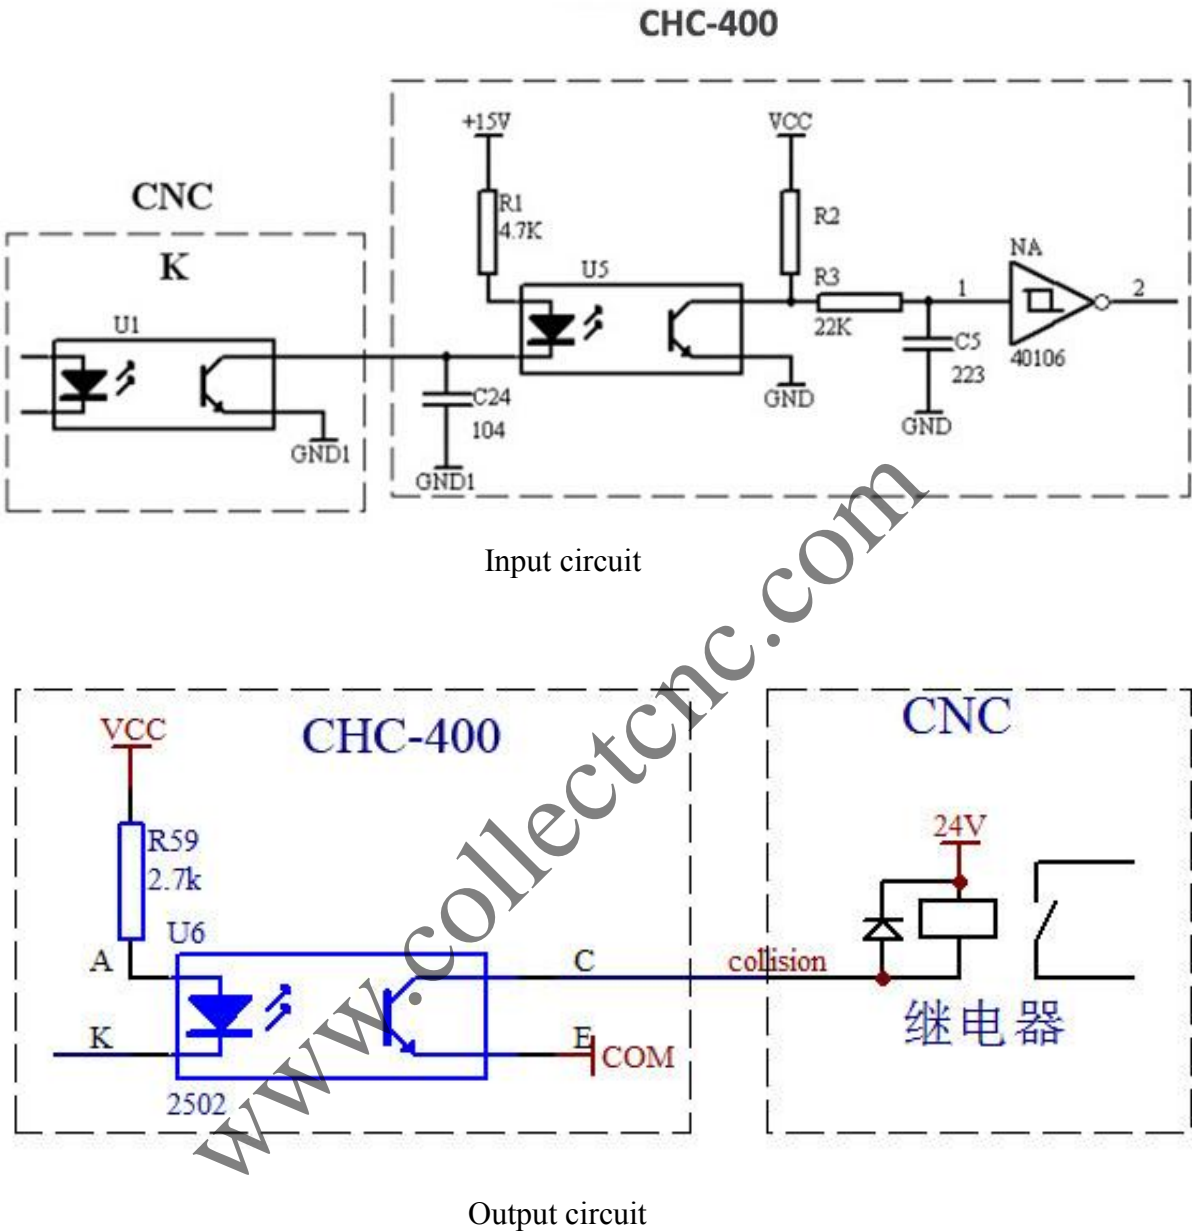 CHC-400
+15V
VCC
CNC
R1
4.7K
R2
K
U5
NA
R3
1
2
U1
22K
C5
40106
C24
223
104
GND
GND1
GND
GND1
Input circuit
www.collectcnc.com
VCC
CHC-400
CNC
R59
2.7k
24V
U6
A
C
collision
继电器
K
E
COM
2502
Output circuit